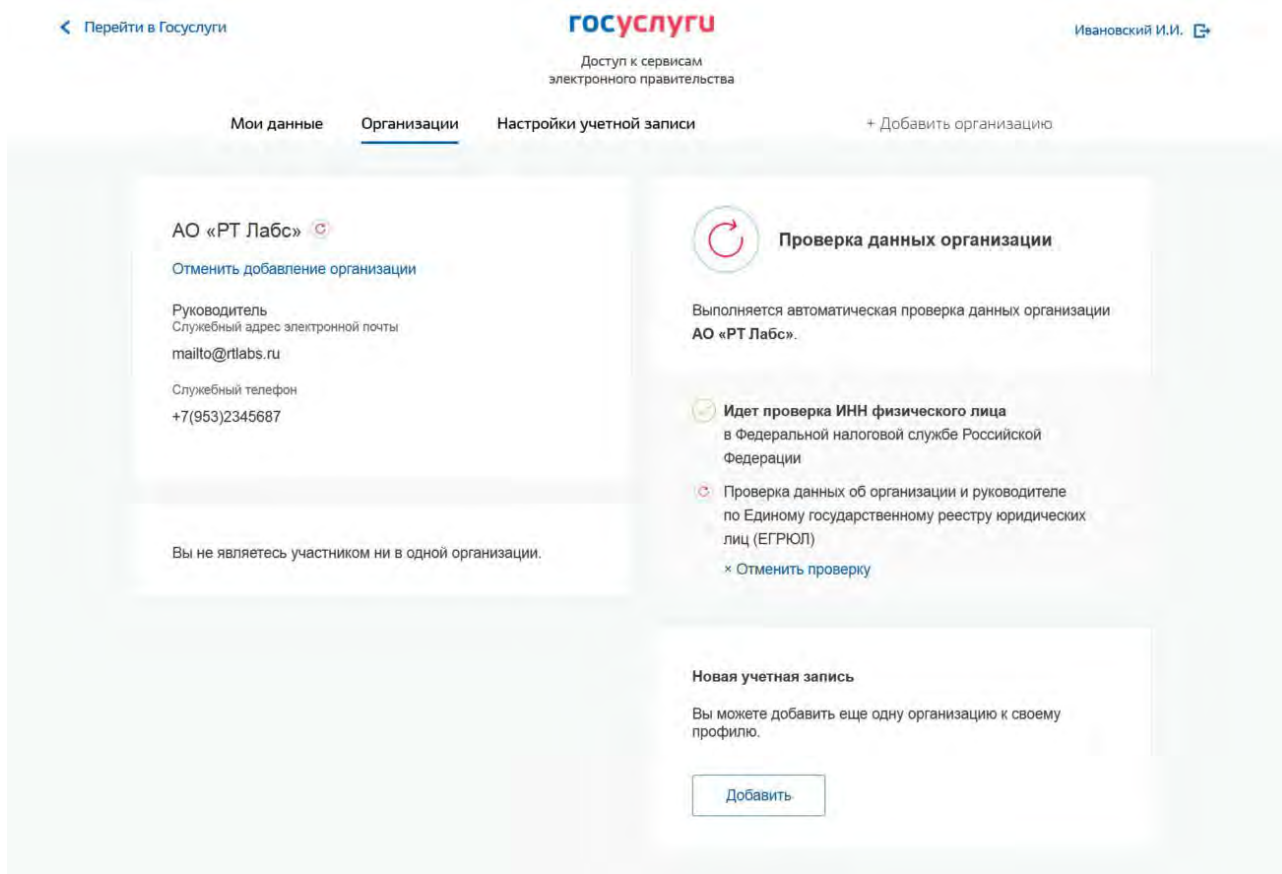 Перейти в Госуслуги
госуслуги
Ивановский И.И.
Доступ к сервисам
электронного правительства
Мои данные
Организации
Настройки учетной записи
+ Добавить организацию
АО «РТ Лабс»
Отменить добавление организации
Руководитель
Служебный адрес электронной почты
mailto@rtlabs.ru
Служебный телефон
+7(953)2345687
Вы не являетесь участником ни в одной организации.
Проверка данных организации
Выполняется автоматическая проверка данных организации
АО «РТ Лабс».
Идет проверка ИНН физического лица
в Федеральной налоговой службе Российской
Федерации
Проверка данных об организации и руководителе
по Единому государственному реестру юридических
лиц (ЕГРЮЛ)
× Отменить проверку
Новая учетная запись
Вы можете добавить еще одну организацию к своему
профилю.
Добавить